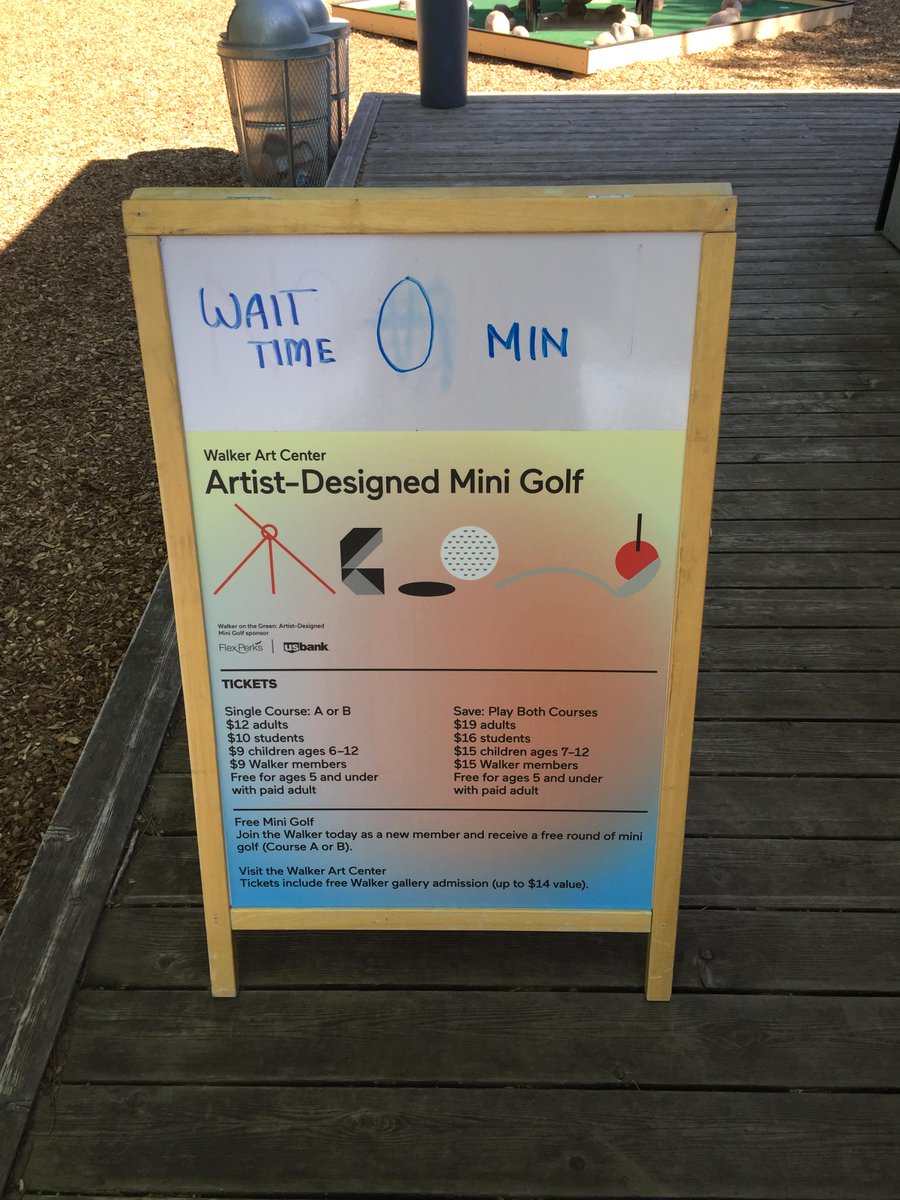 WAIT TIME 0 MIN
Walker Art Center
Artist-Designed Mini Golf
Walker on the Green: Artist-Designed
Mini Golf sponsor
FlexPerks | usbank
TICKETS
Single Course: A or B
$12 adults
$10 students
$9 children ages 6-12
$9 Walker members
Free for ages 5 and under
with paid adult
Save: Play Both Courses
$19 adults
$16 students
$15 children ages 7-12
$15 Walker members
Free for ages 5 and under
with paid adult
Free Mini Golf
Join the Walker today as a new member and receive a free round of mini
golf (Course A or B).
Visit the Walker Art Center
Tickets include free Walker gallery admission (up to $14 value).